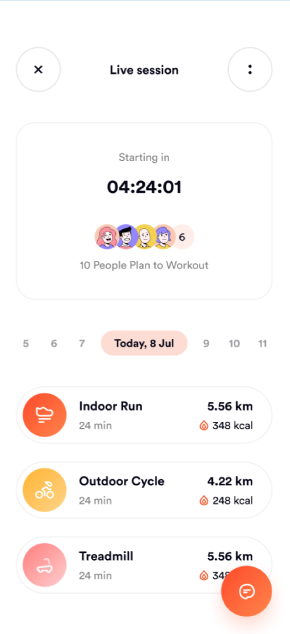 Live session
Starting in
04:24:01
6
10 People Plan to Workout
5 6 7 Today, 8 Jul 9 10 11
Indoor Run 5.56 km
24 min 348 kcal
Outdoor Cycle 4.22 km
24 min 248 kcal
Treadmill 5.56 km
24 min